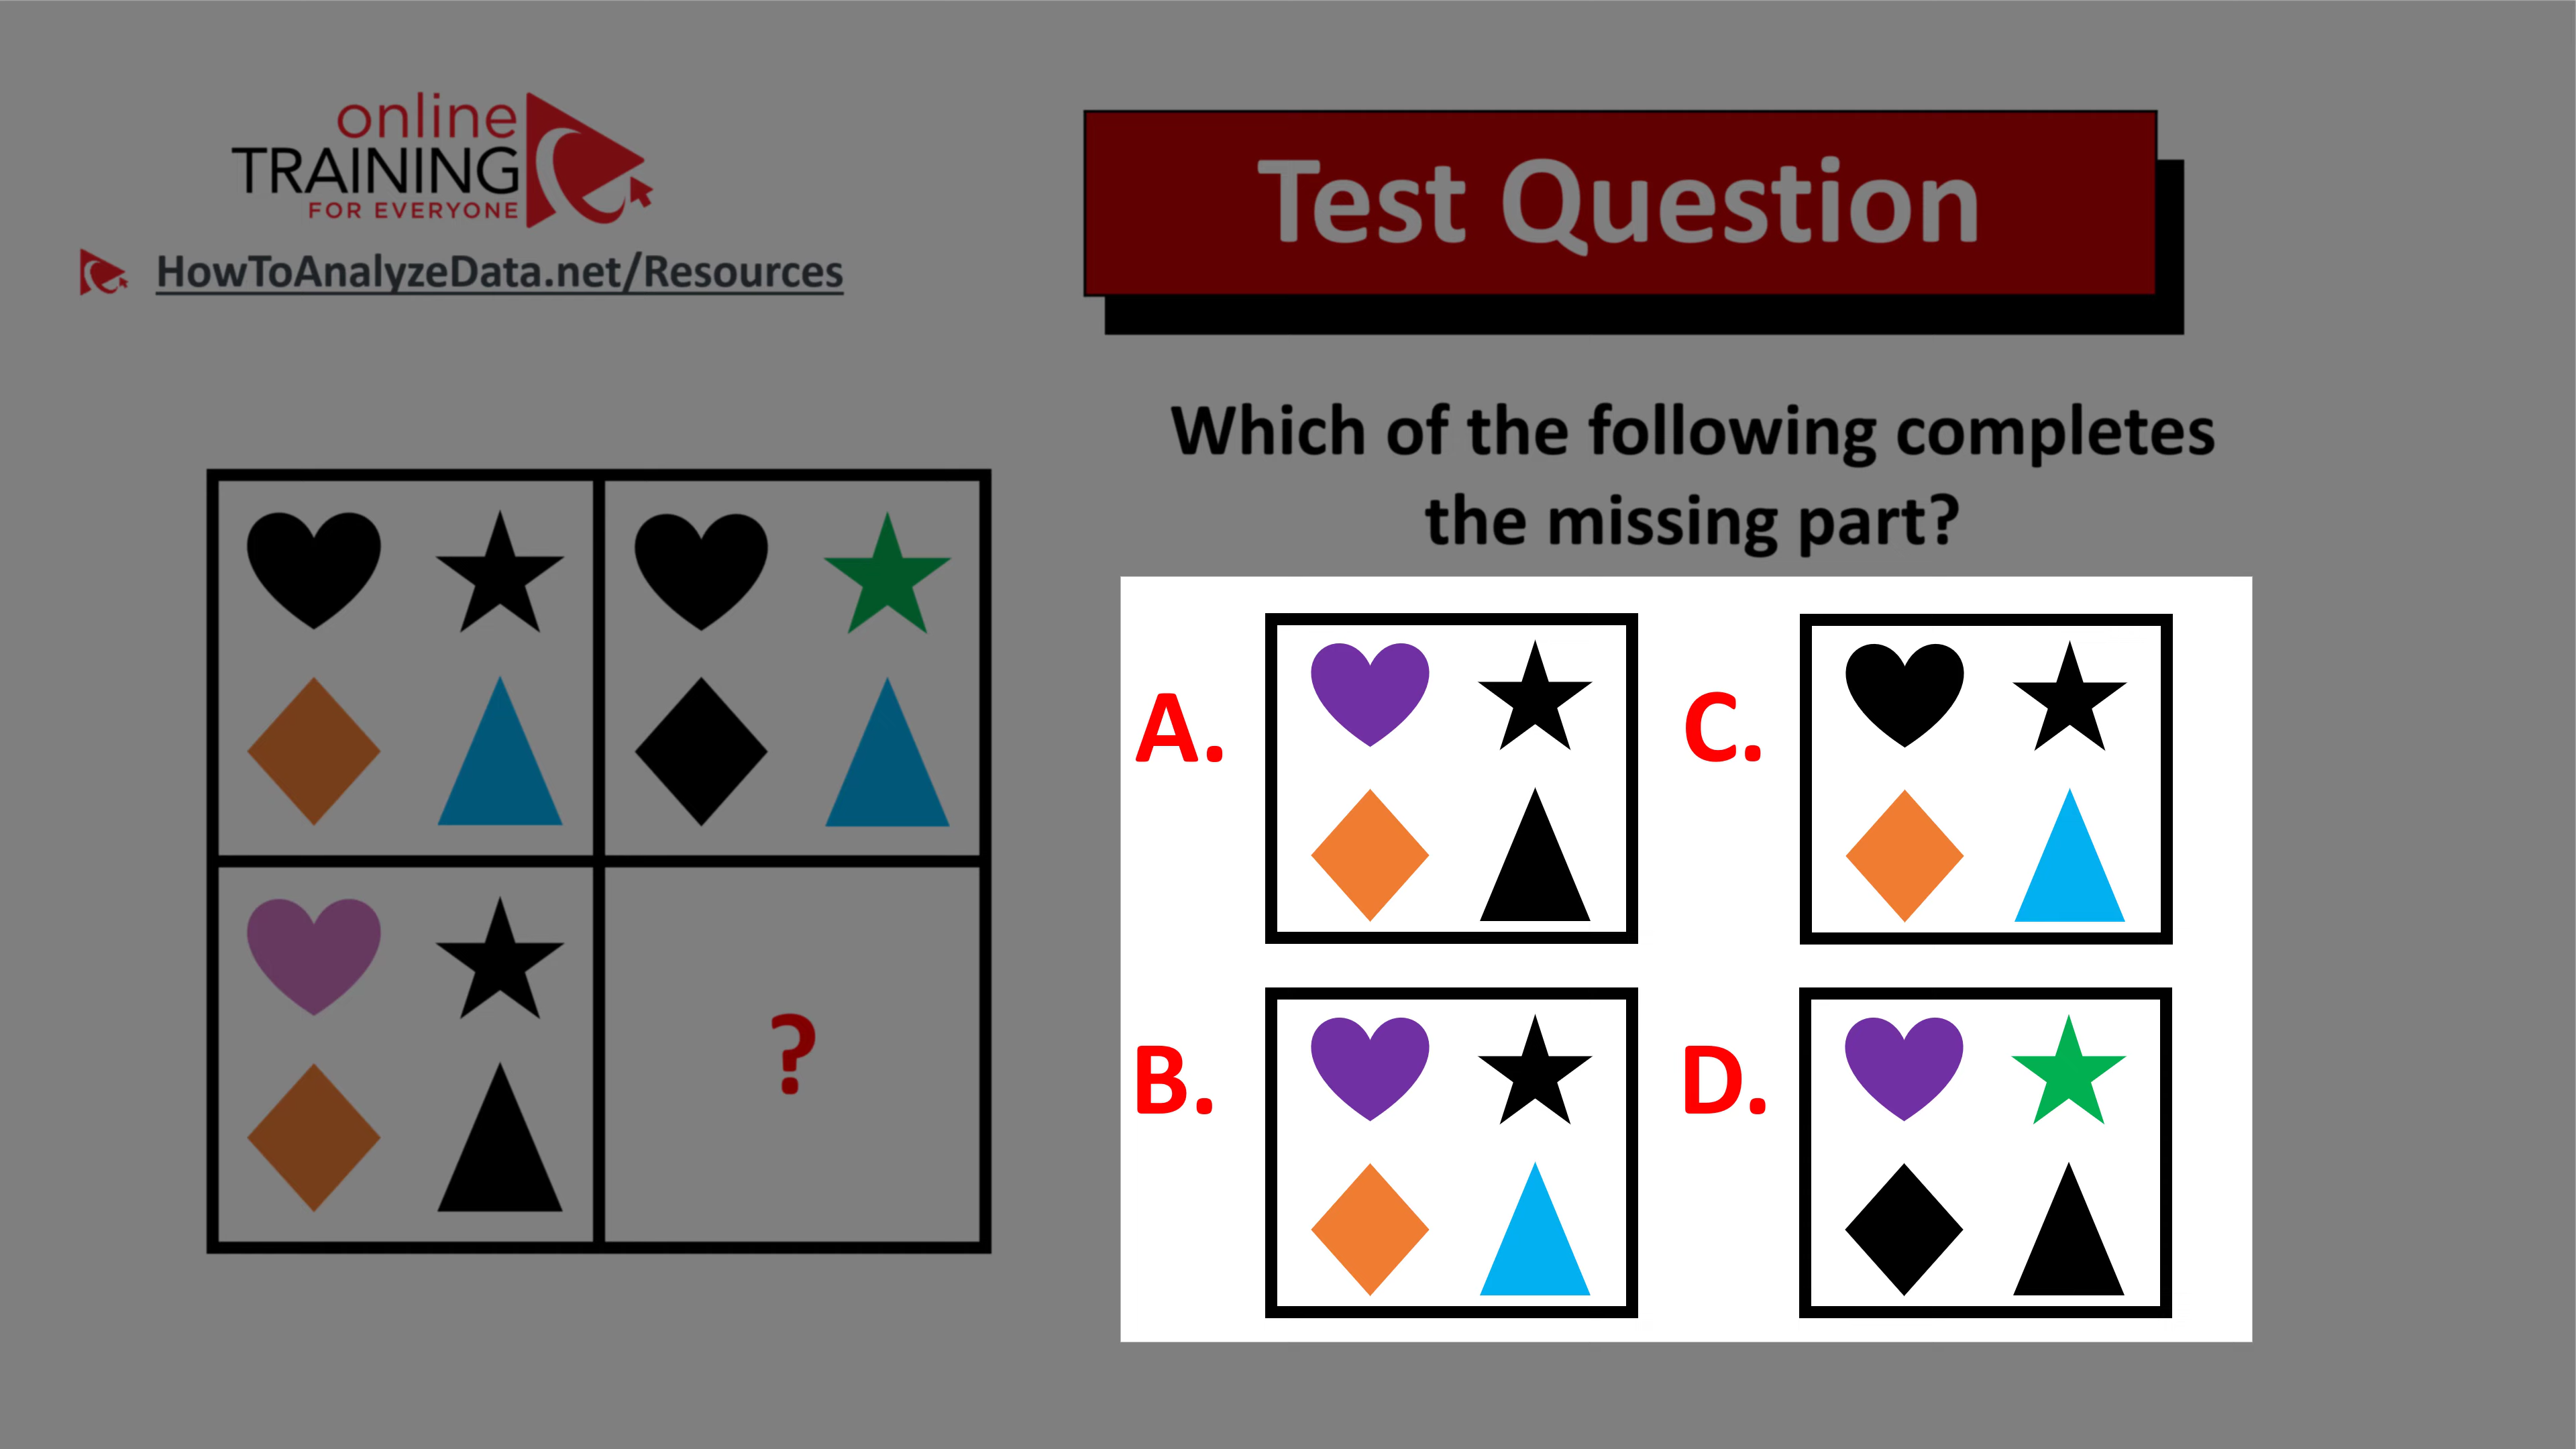 online
TRAINING
FOR EVERYONE
HowToAnalyzeData.net/Resources
Test Question
Which of the following completes
the missing part?
?
A.
C.
B.
D.